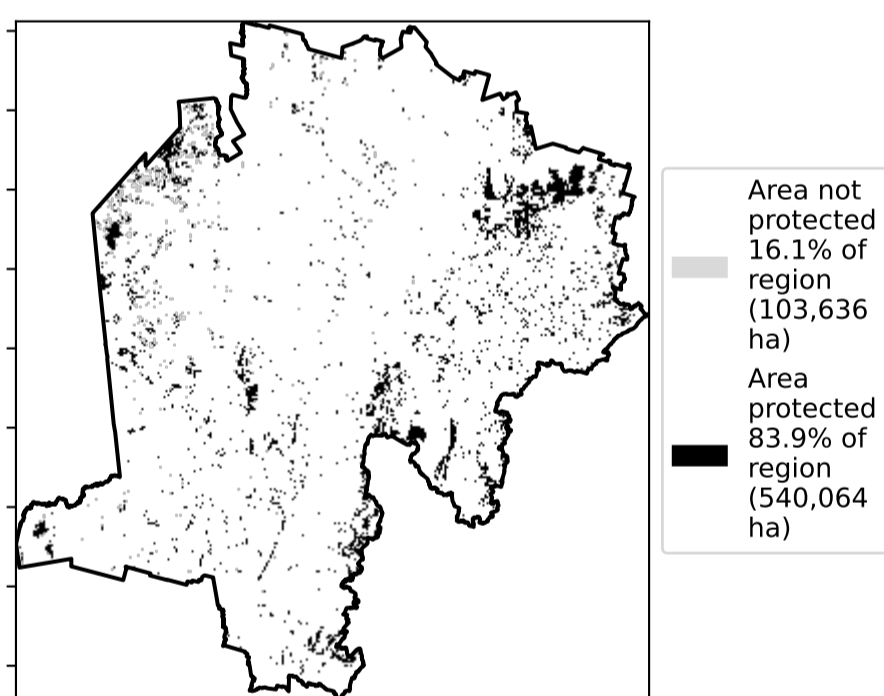 Area not
protected
16.1% of
region
(103,636
ha)
Area
protected
83.9% of
region
(540,064
ha)